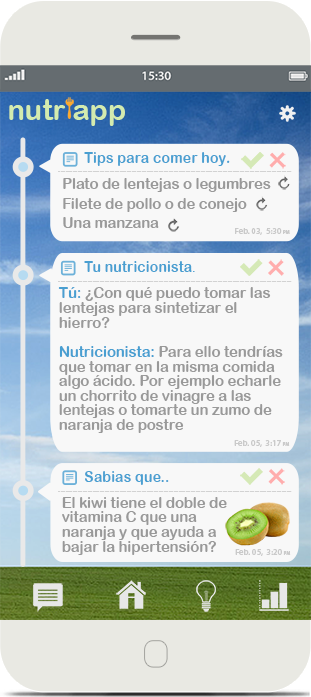 15:30
nutriapp
Tips para comer hoy.
Plato de lentejas o legumbres
Filete de pollo o de conejo
Una manzana
Feb. 03, 5:30 PM
Tu nutricionista.
Tú: ¿Con qué puedo tomar las
lentejas para sintetizar el
hierro?
Nutricionista: Para ello tendrías
que tomar en la misma comida
algo ácido. Por ejemplo echarle
un chorrito de vinagre a las
lentejas o tomarte un zumo de
naranja de postre
Feb. 05, 3:17 PM
Sabias que..
El kiwi tiene el doble de
vitamina C que una
naranja y que ayuda a
bajar la hipertensión?
Feb. 05, 3:20 PM